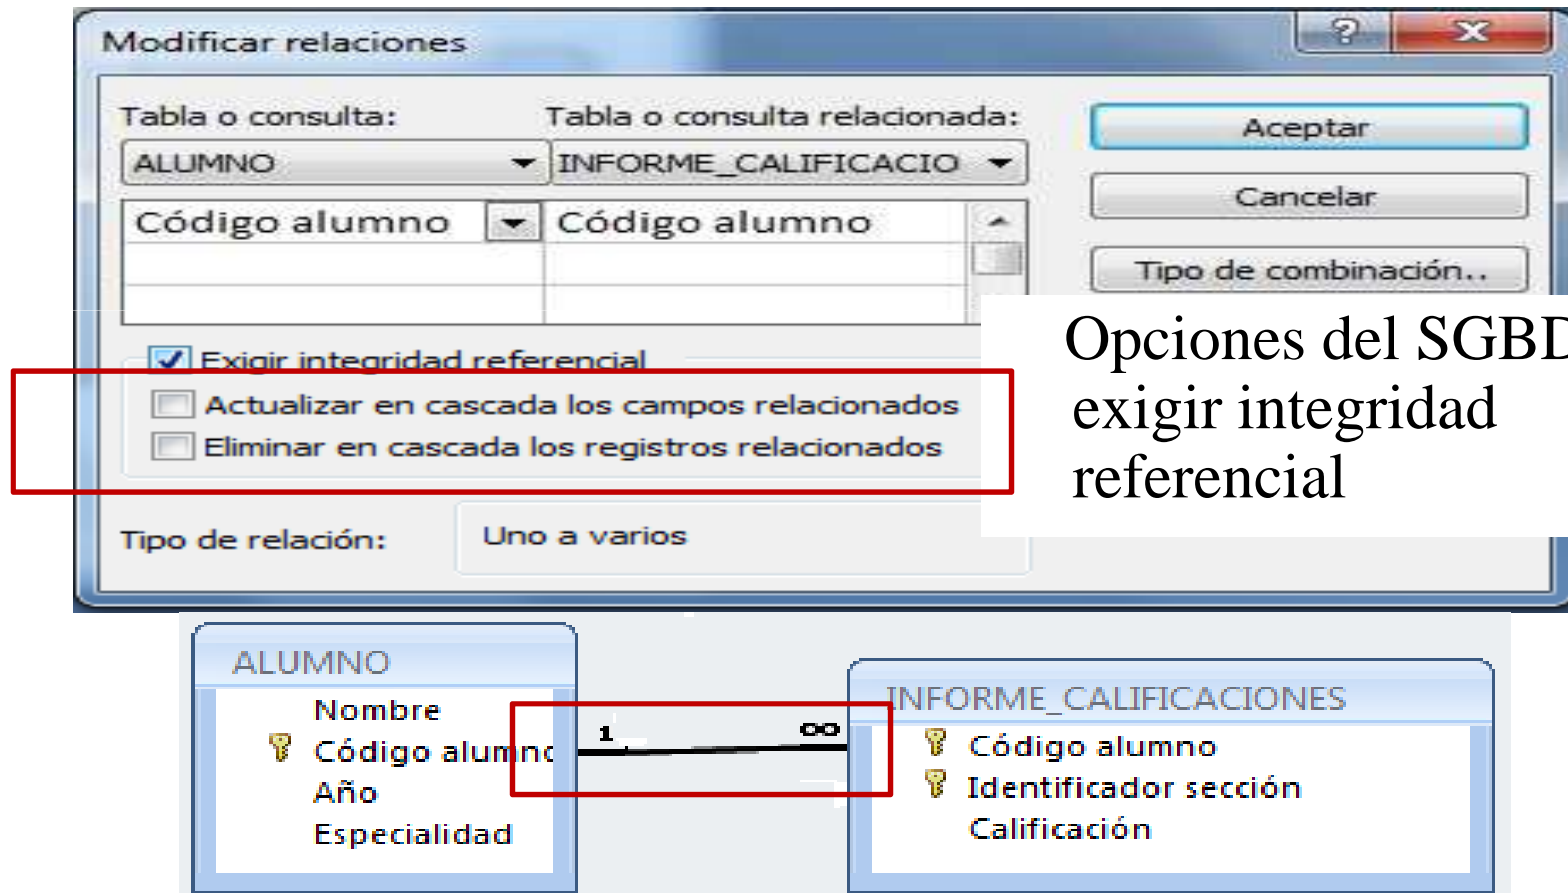 Modificar relaciones
Tabla o consulta: Tabla o consulta relacionada:
ALUMNO INFORME_CALIFICACIO
Código alumno Código alumno
Aceptar
Cancelar
Tipo de combinación..
Exigir integridad referencial
Actualizar en cascada los campos relacionados
Eliminar en cascada los registros relacionados
Tipo de relación: Uno a varios
Opciones del SGBD
exigir integridad
referencial
ALUMNO
Nombre
Código alumno
Año
Especialidad
1 ∞
INFORME_CALIFICACIONES
Código alumno
Identificador sección
Calificación